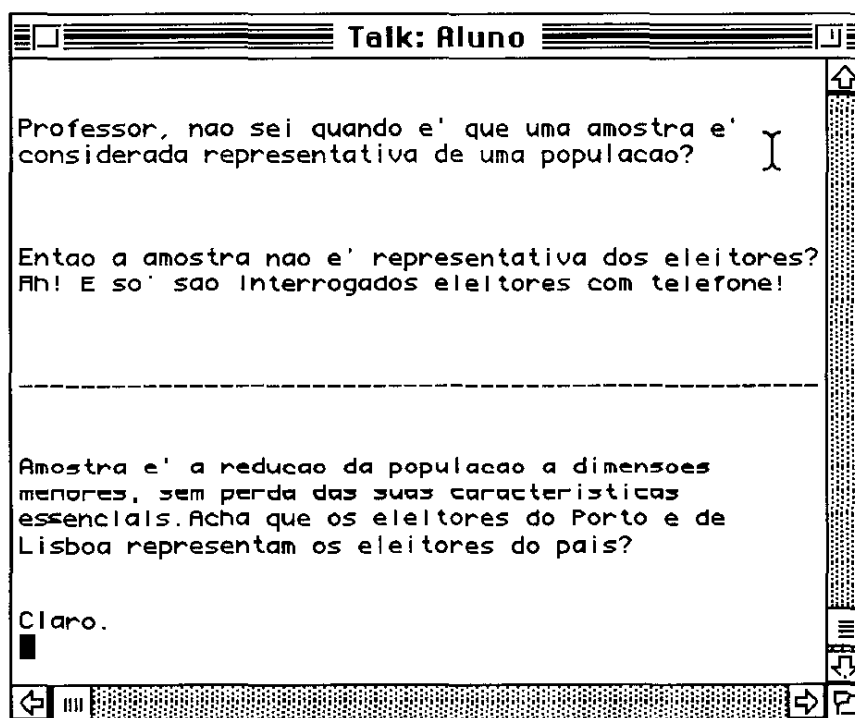 Talk: Aluno
Professor, nao sei quando e' que uma amostra e'
considerada representativa de uma populacao?
Entao a amostra nao e' representativa dos eleitores?
Ah! E so' sao interrogados eleitores com telefone!
Amostra e' a reducao da populacao a dimensoes
menores, sem perda das suas caracteristicas
essenciais.Acha que os eleitores do Porto e de
Lisboa representam os eleitores do pais?
Claro.